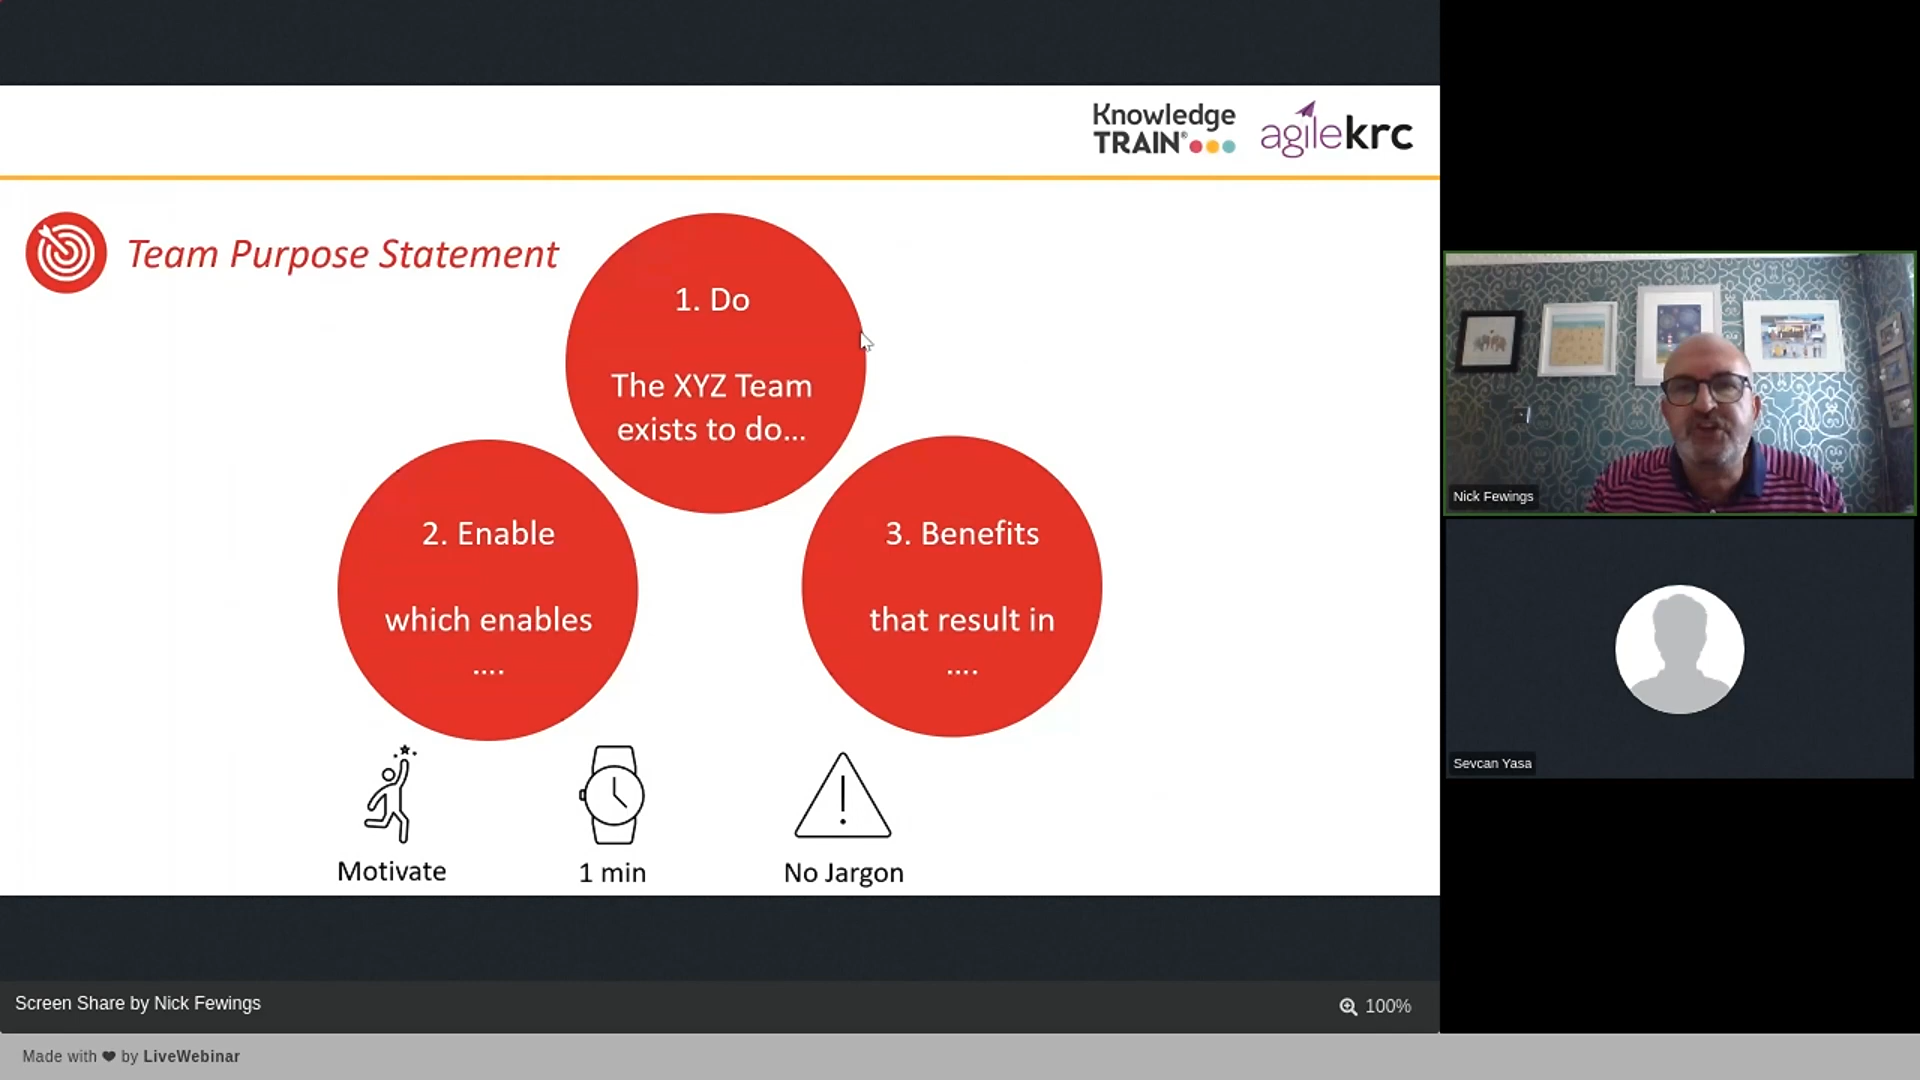 Knowledge
TRAIN®
agilekrc
Team Purpose Statement
1. Do
The XYZ Team
exists to do...
2. Enable
which enables
....
3. Benefits
that result in
....
Motivate
1 min
No Jargon
Nick Fewings
Sevcan Yasa
Screen Share by Nick Fewings
100%
Made with ❤ by LiveWebinar